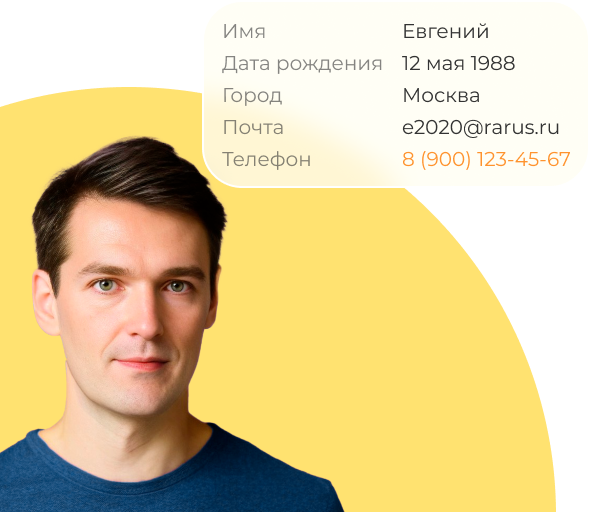 Имя Евгений
Дата рождения 12 мая 1988
Город Москва
Почта e2020@rarus.ru
Телефон 8 (900) 123-45-67